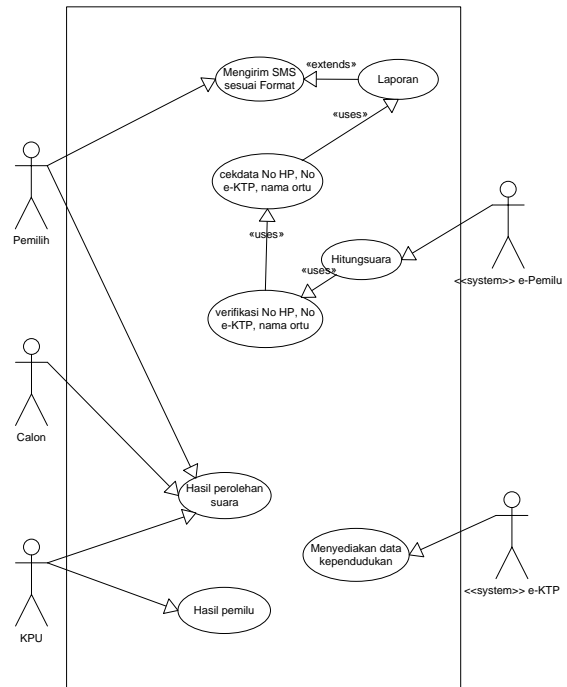 Mengirim SMS
sesuai Format
«extends»
Laporan
«uses»
cekdata No HP, No
e-KTP, nama ortu
Pemilih
«uses»
«uses»
Hitungsuara
<<system>> e-Pemilu
verifikasi No HP, No
e-KTP, nama ortu
Calon
Hasil perolehan
suara
Menyediakan data
kependudukan
<<system>> e-KTP
Hasil pemilu
KPU